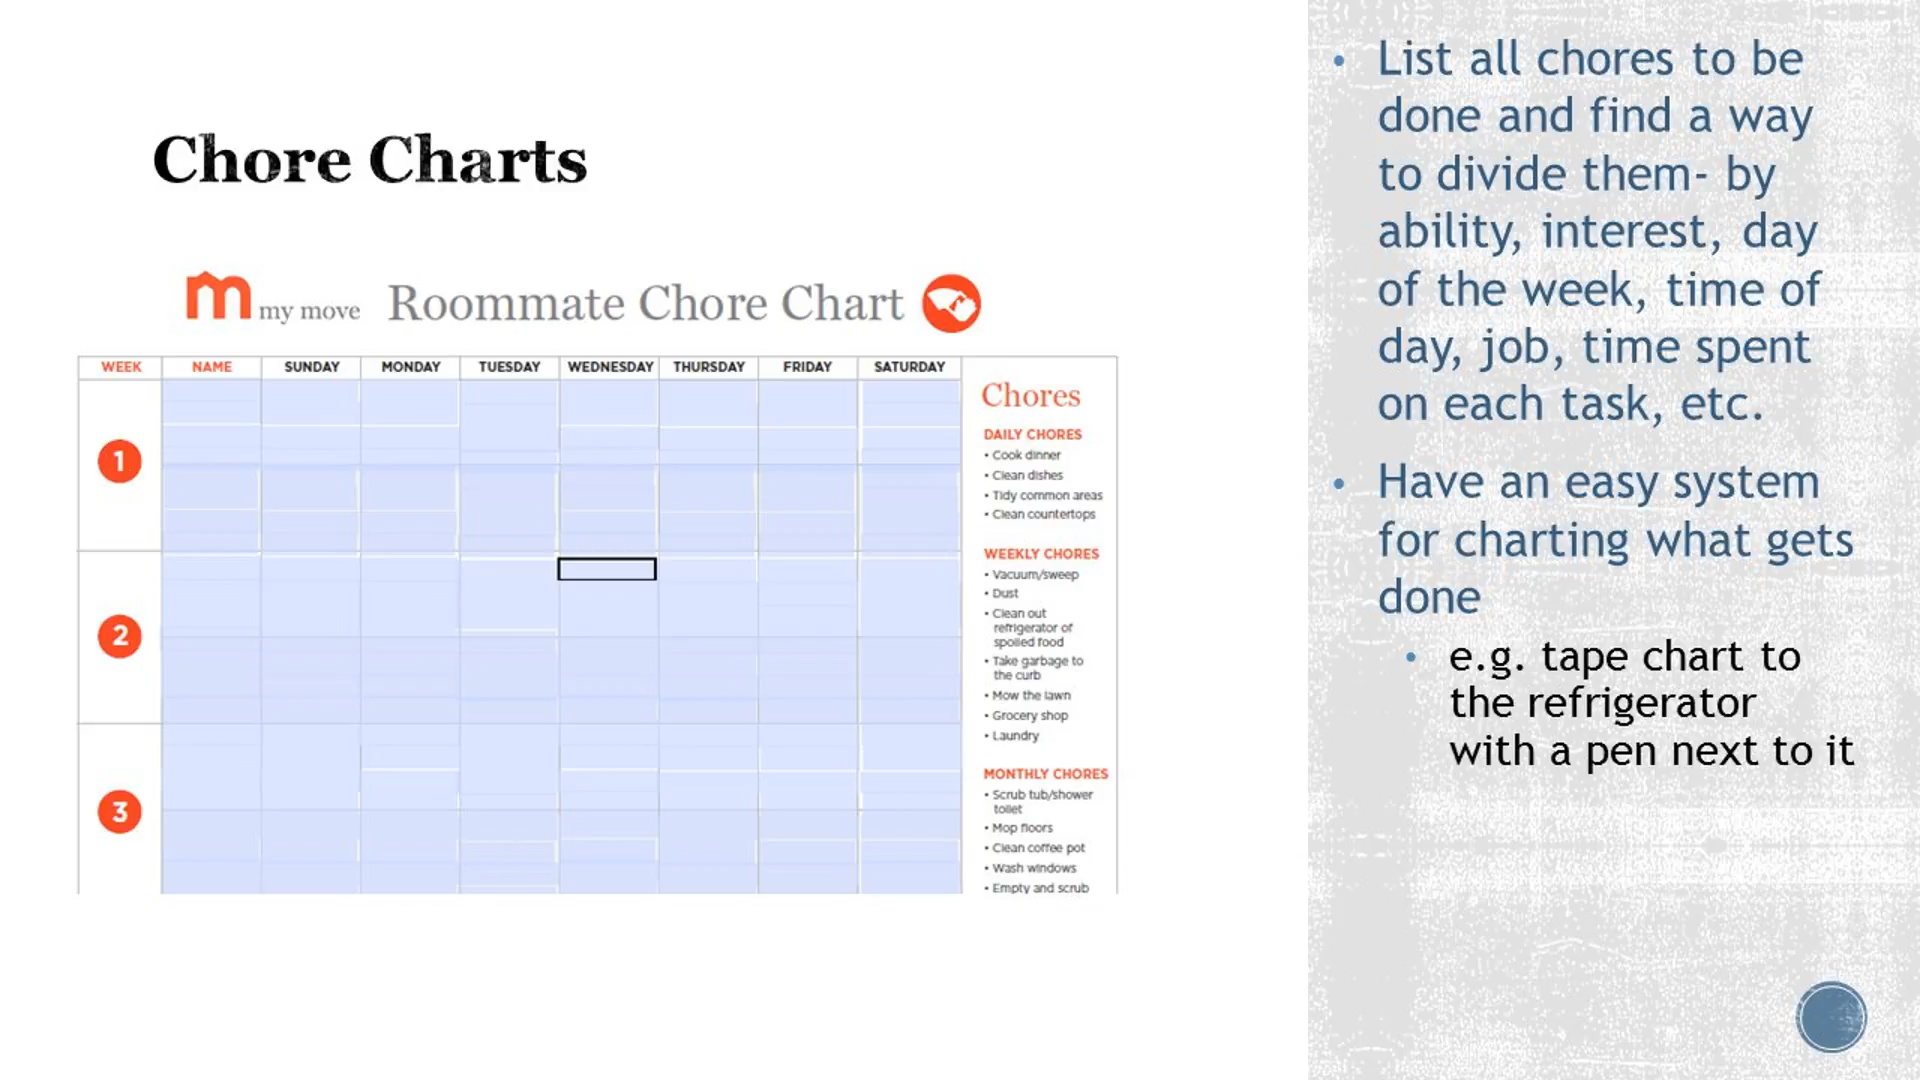 Chore Charts
m my move Roommate Chore Chart
WEEK NAME SUNDAY MONDAY TUESDAY WEDNESDAY THURSDAY FRIDAY SATURDAY
1
2
3
Chores
DAILY CHORES
• Cook dinner
• Clean dishes
• Tidy common areas
• Clean countertops
WEEKLY CHORES
• Vacuum/sweep
• Dust
• Clean out
refrigerator of
spoiled food
• Take garbage to
the curb
• Mow the lawn
• Grocery shop
• Laundry
MONTHLY CHORES
• Scrub tub/shower
toilet
• Mop floors
• Clean coffee pot
• Wash windows
• Empty and scrub
• List all chores to be
done and find a way
to divide them- by
ability, interest, day
of the week, time of
day, job, time spent
on each task, etc.
• Have an easy system
for charting what gets
done
• e.g. tape chart to
the refrigerator
with a pen next to it